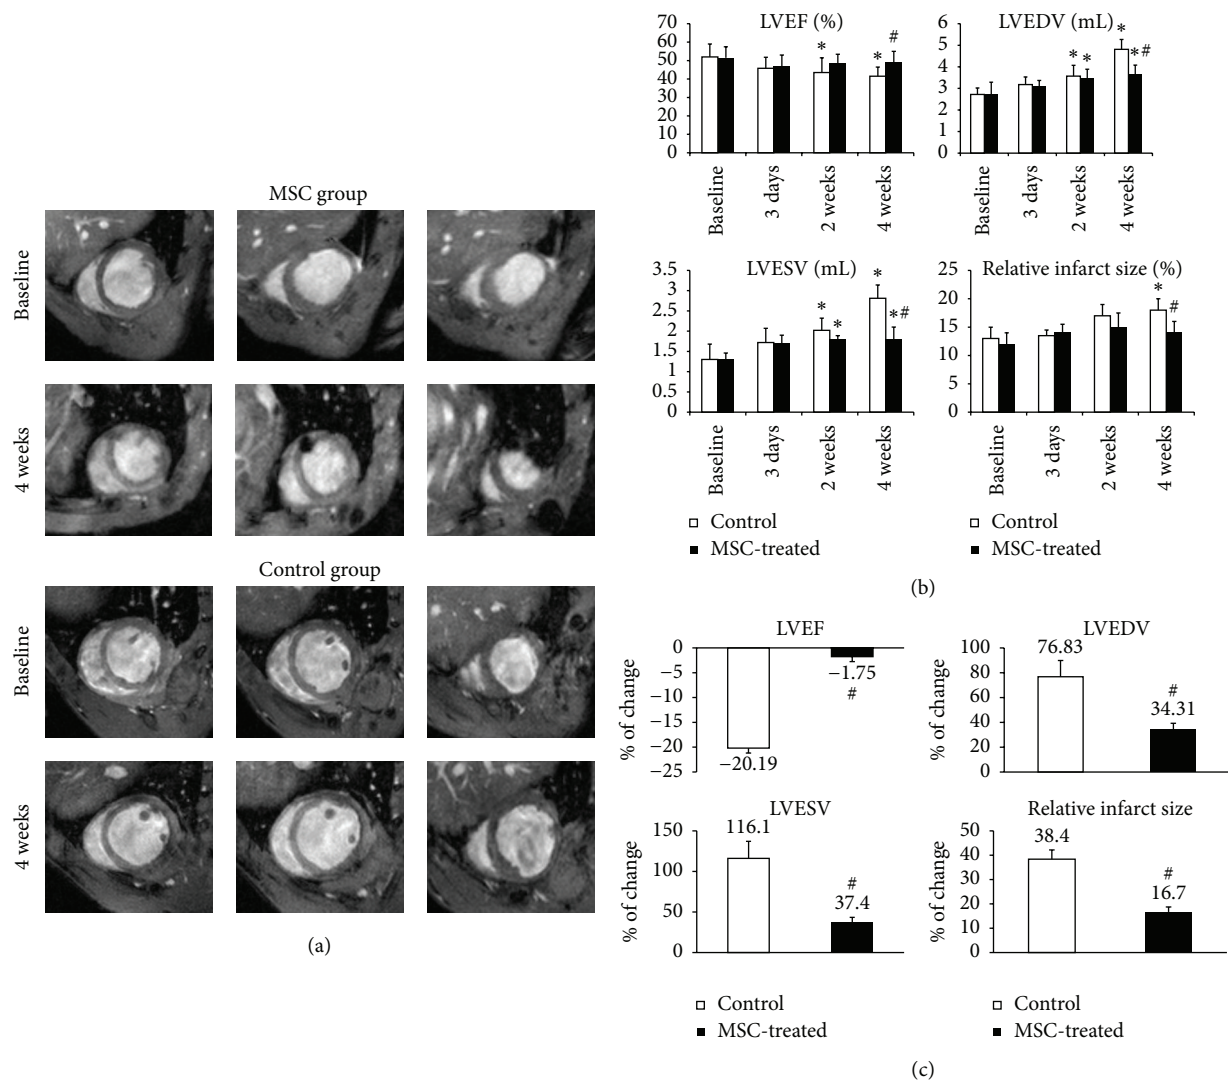 MSC group
Baseline
4 weeks
Control group
Baseline
4 weeks
(a)
LVEF (%)
70
60
50
40
30
20
10
0
* * #
Baseline
3 days
2 weeks
4 weeks
LVEDV (mL)
6
5
4
3
2
1
0
* * * * #
Baseline
3 days
2 weeks
4 weeks
LVESV (mL)
3.5
3
2.5
2
1.5
1
0.5
0
* * * * #
Baseline
3 days
2 weeks
4 weeks
Control
MSC-treated
Relative infarct size (%)
25
20
15
10
5
0
* #
Baseline
3 days
2 weeks
4 weeks
Control
MSC-treated
(b)
LVEF
% of change
0
−5
−10
−15
−20
−25
−20.19
−1.75
#
LVEDV
% of change
100
80
60
40
20
0
76.83
#
34.31
LVESV
% of change
150
100
50
0
116.1
#
37.4
Control
MSC-treated
Relative infarct size
% of change
50
40
30
20
10
0
38.4
#
16.7
Control
MSC-treated
(c)